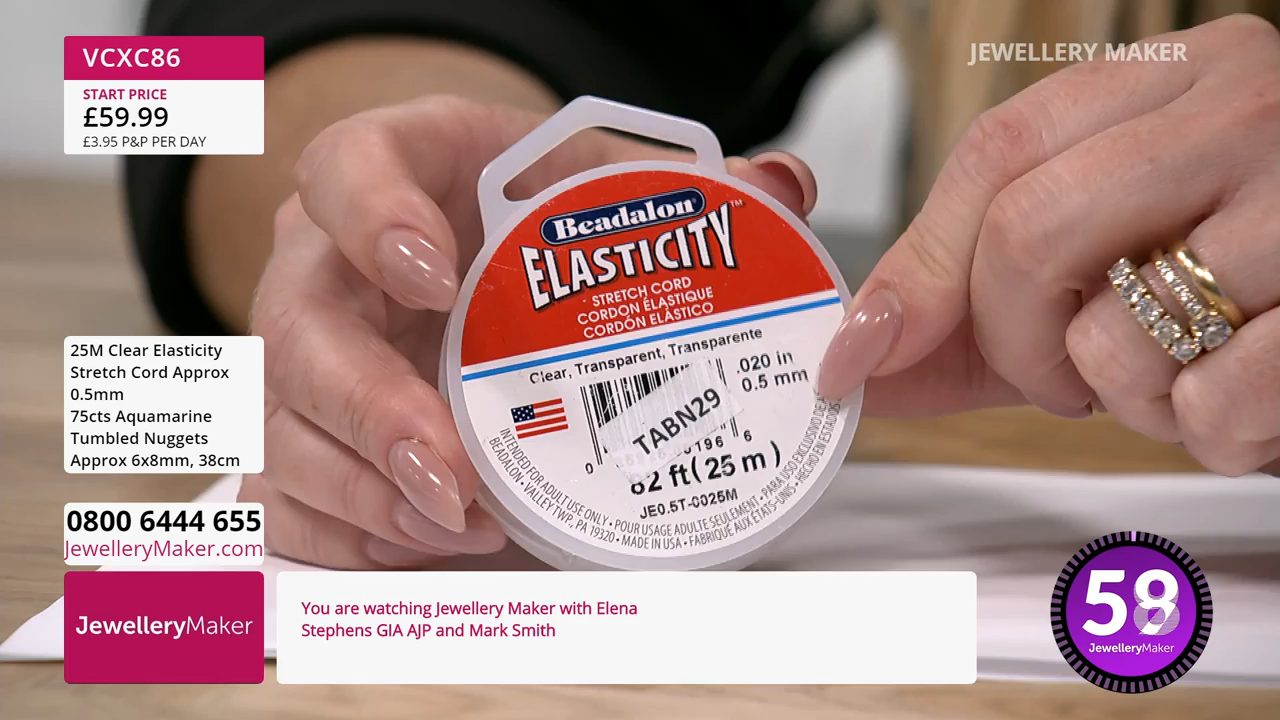 VCXC86
START PRICE
£59.99
£3.95 P&P PER DAY
JEWELLERY MAKER
Beadalon
ELASTICITY™
STRETCH CORD
CORDON ÉLASTIQUE
CORDÓN ELÁSTICO
Clear, Transparent, Transparente
.020 in
0.5 mm
TABN29
82 ft (25 m)
JE0.5T-0025M
INTENDED FOR ADULT USE ONLY • POUR USAGE ADULTE SEULEMENT • PARA USO EXCLUSIVO DE
BEADALON • VALLEY TWP., PA 19320 • MADE IN USA • FABRIQUÉ AUX ÉTATS-UNIS • HECHO EN ESTADOS
25M Clear Elasticity
Stretch Cord Approx
0.5mm
75cts Aquamarine
Tumbled Nuggets
Approx 6x8mm, 38cm
0800 6444 655
JewelleryMaker.com
JewelleryMaker
You are watching Jewellery Maker with Elena
Stephens GIA AJP and Mark Smith
JewelleryMaker